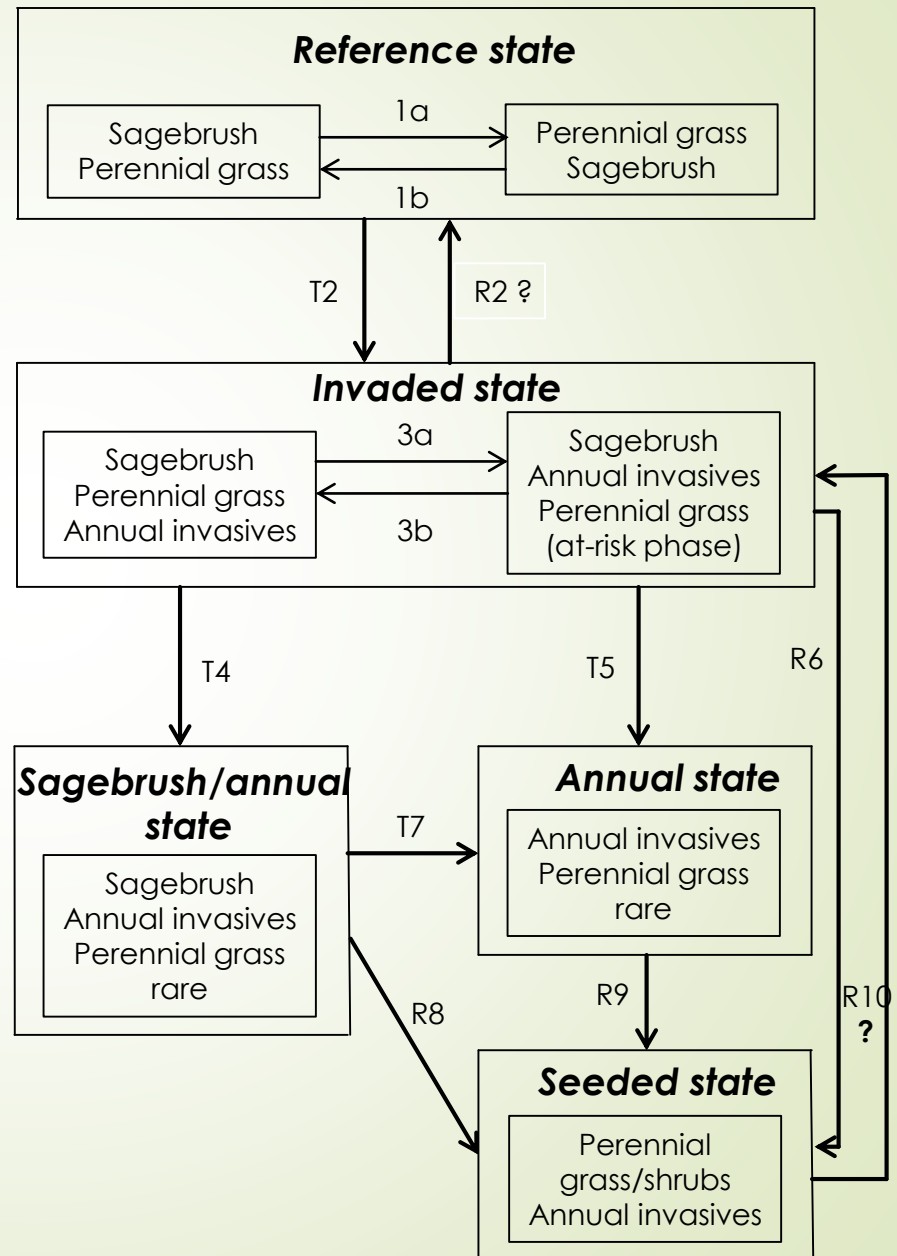 Reference state
1a
Sagebrush
Perennial grass
Perennial grass
Sagebrush
1b
T2
R2 ?
Invaded state
3a
Sagebrush
Perennial grass
Annual invasives
Sagebrush
Annual invasives
Perennial grass
(at-risk phase)
3b
T4
T5
R6
Sagebrush/annual
state
Sagebrush
Annual invasives
Perennial grass
rare
T7
Annual state
Annual invasives
Perennial grass
rare
R8
R9
R10
?
Seeded state
Perennial
grass/shrubs
Annual invasives